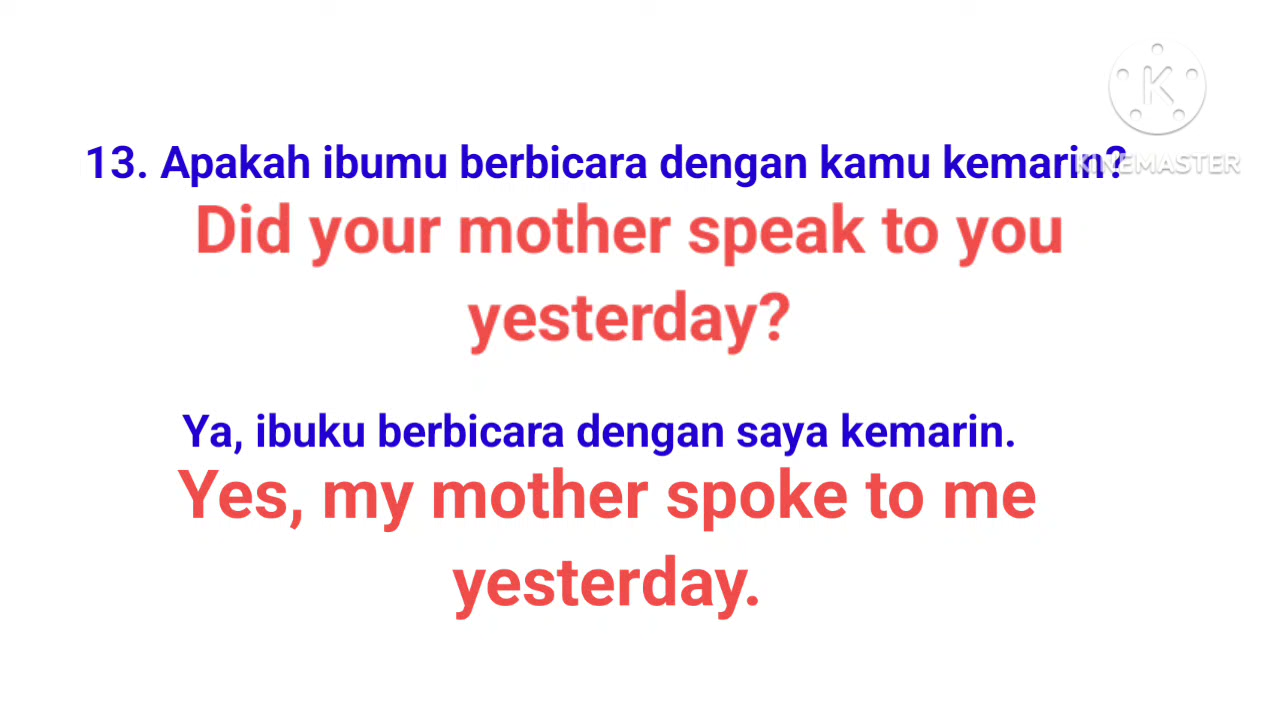 13. Apakah ibumu berbicara dengan kamu kemarin?
Did your mother speak to you
yesterday?
Ya, ibuku berbicara dengan saya kemarin.
Yes, my mother spoke to me
yesterday.
K
KINEMASTER